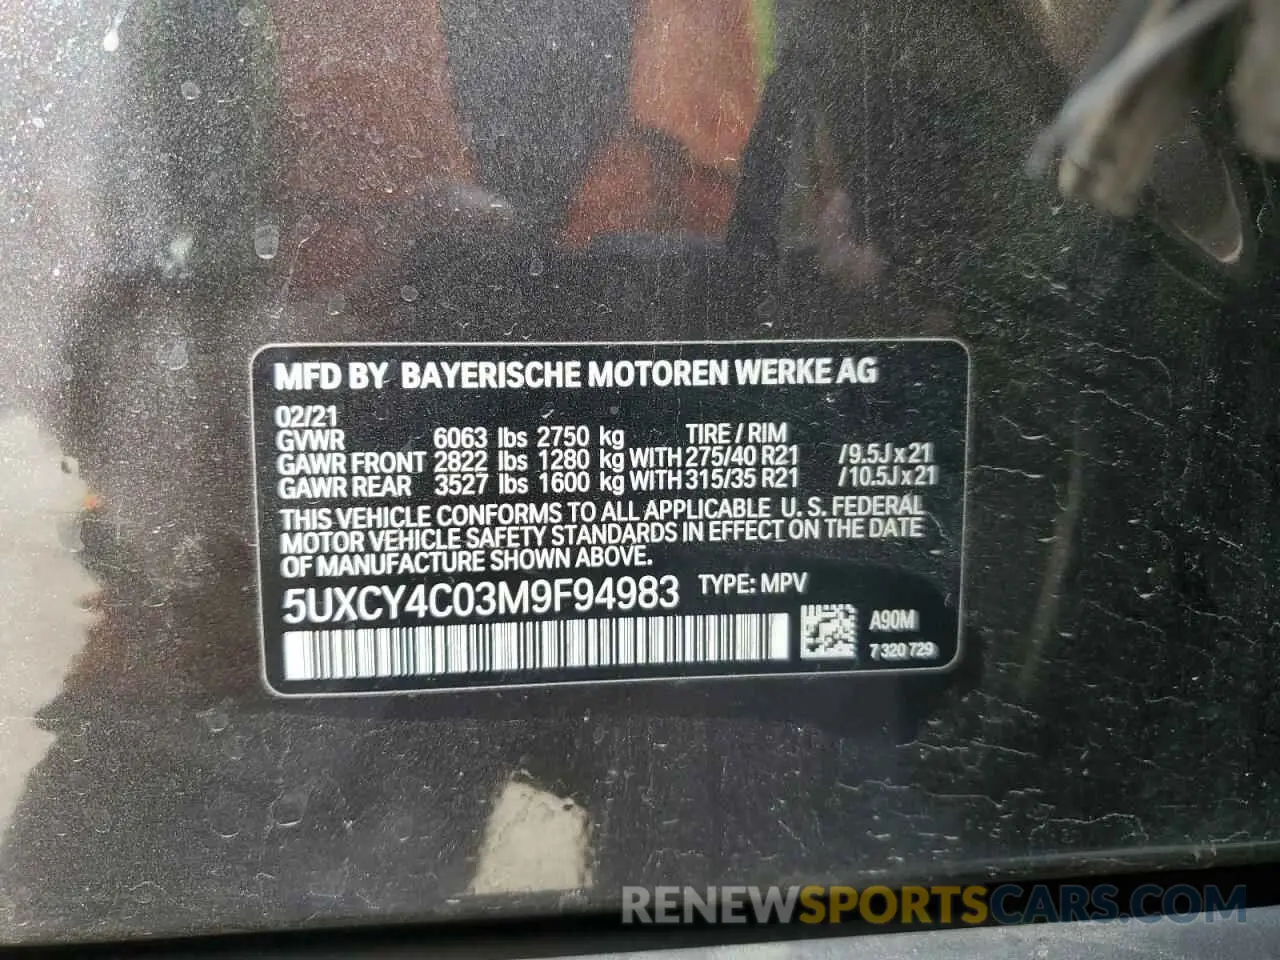 MFD BY BAYERISCHE MOTOREN WERKE AG
02/21
GVWR 6063 lbs 2750 kg TIRE / RIM
GAWR FRONT 2822 lbs 1280 kg WITH 275/40 R21 / 9.5J x 21
GAWR REAR 3527 lbs 1600 kg WITH 315/35 R21 / 10.5J x 21
THIS VEHICLE CONFORMS TO ALL APPLICABLE U. S. FEDERAL
MOTOR VEHICLE SAFETY STANDARDS IN EFFECT ON THE DATE
OF MANUFACTURE SHOWN ABOVE.
5UXCY4C03M9F94983 TYPE: MPV
A90M
7 320 729
RENEWSPORTSCARS.COM